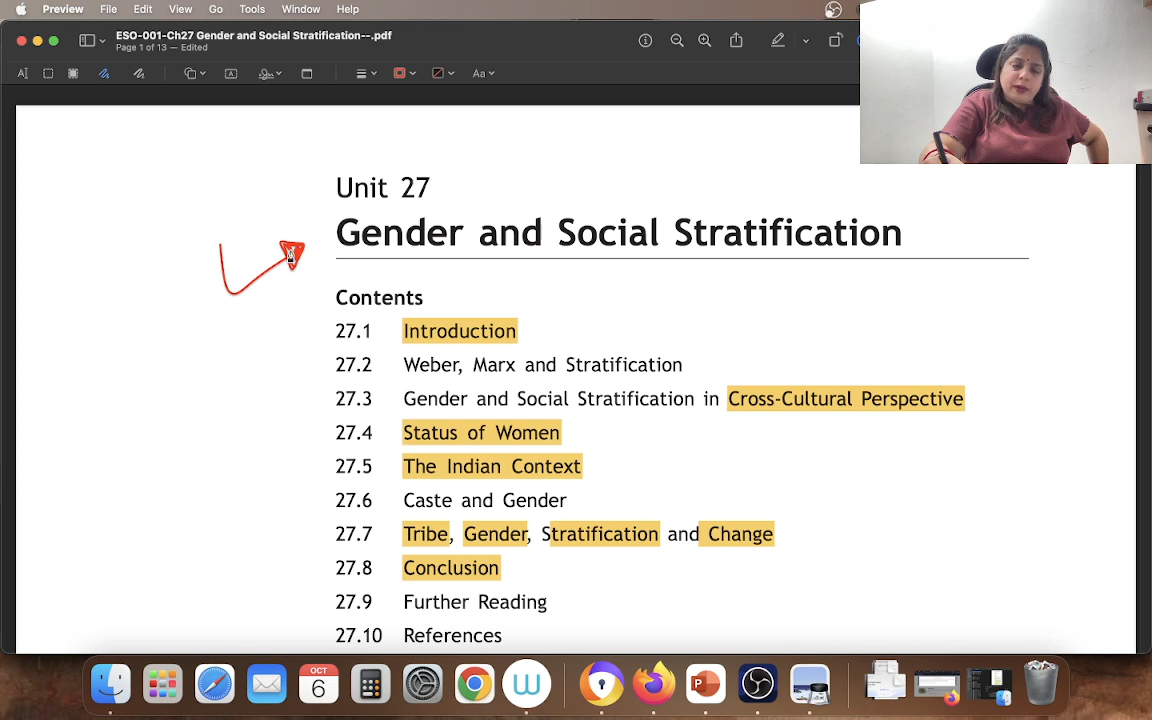 Preview File Edit View Go Tools Window Help
ESO-001-Ch27 Gender and Social Stratification--.pdf
Page 1 of 13 — Edited
A
Aa
Unit 27
Gender and Social Stratification
Contents
27.1 Introduction
27.2 Weber, Marx and Stratification
27.3 Gender and Social Stratification in Cross-Cultural Perspective
27.4 Status of Women
27.5 The Indian Context
27.6 Caste and Gender
27.7 Tribe, Gender, Stratification and Change
27.8 Conclusion
27.9 Further Reading
27.10 References
OCT
6